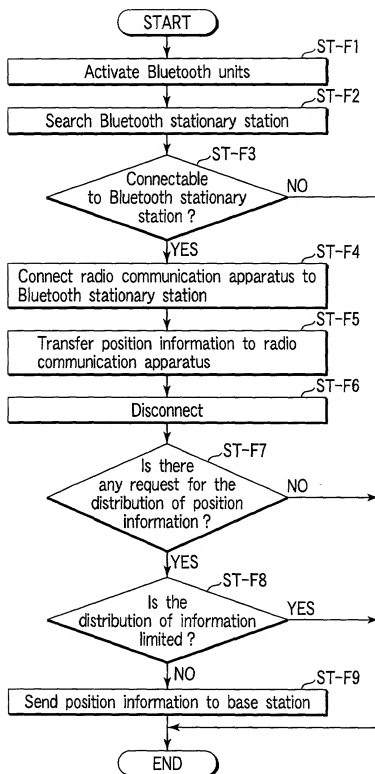 START
ST-F1
Activate Bluetooth units
ST-F2
Search Bluetooth stationary station
ST-F3
Connectable
to Bluetooth stationary
station ?
NO
YES
ST-F4
Connect radio communication apparatus to
Bluetooth stationary station
ST-F5
Transfer position information to radio
communication apparatus
ST-F6
Disconnect
ST-F7
Is there
any request for the
distribution of position
information ?
NO
YES
ST-F8
Is the
distribution of information
limited ?
YES
NO
ST-F9
Send position information to base station
END